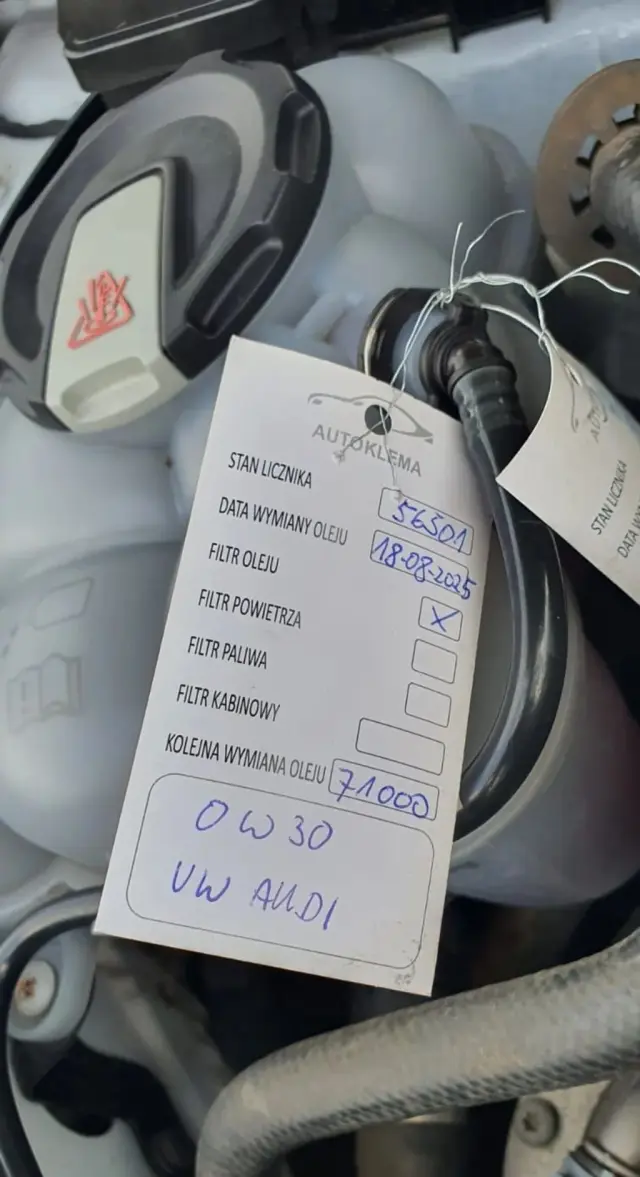 AUTOKLEMA
STAN LICZNIKA 56501
DATA WYMIANY OLEJU 18-08-2025
FILTR OLEJU X
FILTR POWIETRZA
FILTR PALIWA
FILTR KABINOWY
KOLEJNA WYMIANA OLEJU 71000
0W30
VW AUDI
STAN LICZNIKA